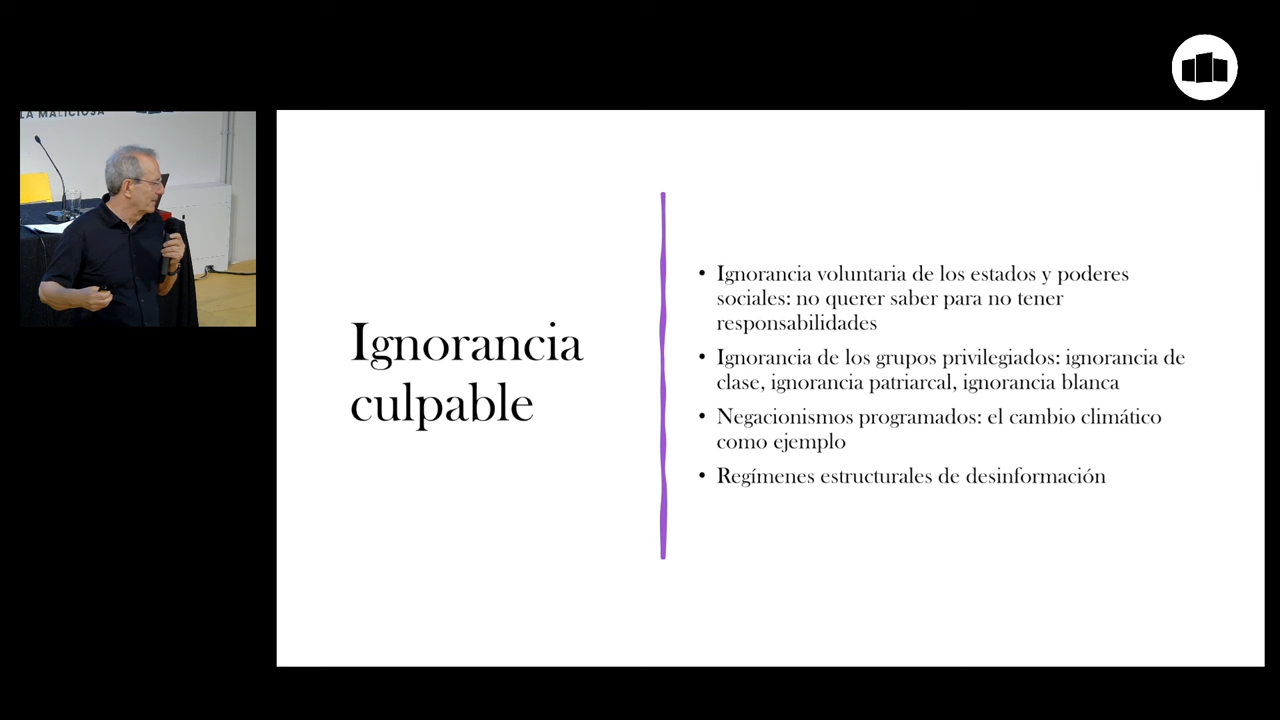 LA MALICIOSA
Ignorancia
culpable
• Ignorancia voluntaria de los estados y poderes
sociales: no querer saber para no tener
responsabilidades
• Ignorancia de los grupos privilegiados: ignorancia de
clase, ignorancia patriarcal, ignorancia blanca
• Negacionismos programados: el cambio climático
como ejemplo
• Regímenes estructurales de desinformación